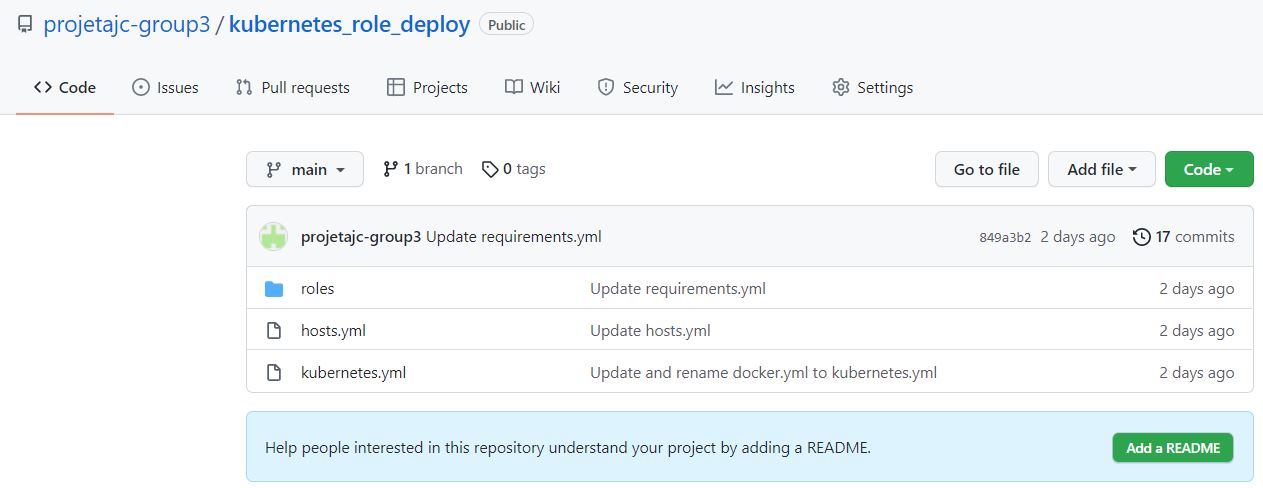 projetajc-group3 / kubernetes_role_deploy Public
Code Issues Pull requests Projects Wiki Security Insights Settings
main 1 branch 0 tags Go to file Add file Code
projetajc-group3 Update requirements.yml 849a3b2 2 days ago 17 commits
roles Update requirements.yml 2 days ago
hosts.yml Update hosts.yml 2 days ago
kubernetes.yml Update and rename docker.yml to kubernetes.yml 2 days ago
Help people interested in this repository understand your project by adding a README. Add a README